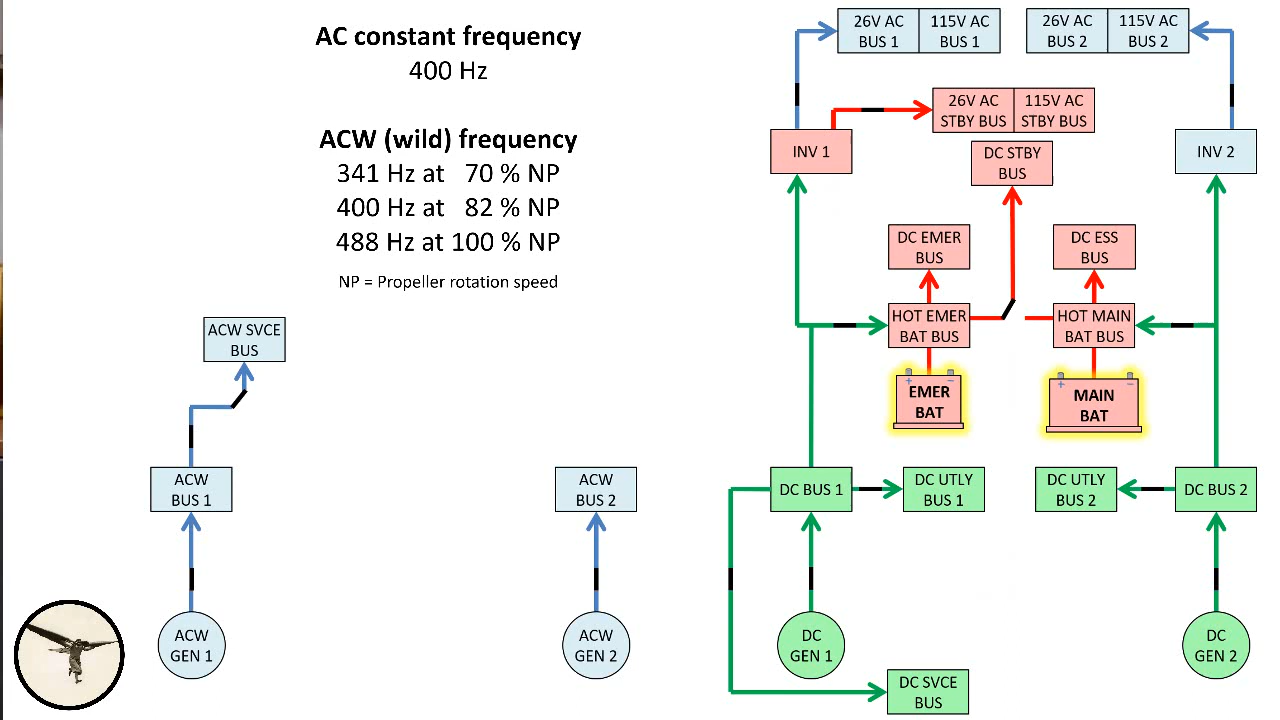 AC constant frequency
400 Hz
ACW (wild) frequency
341 Hz at 70 % NP
400 Hz at 82 % NP
488 Hz at 100 % NP
NP = Propeller rotation speed
26V AC
BUS 1
115V AC
BUS 1
26V AC
BUS 2
115V AC
BUS 2
26V AC
STBY BUS
115V AC
STBY BUS
INV 1
DC STBY
BUS
INV 2
DC EMER
BUS
DC ESS
BUS
HOT EMER
BAT BUS
HOT MAIN
BAT BUS
+ −
EMER
BAT
+ −
MAIN
BAT
ACW SVCE
BUS
ACW
BUS 1
ACW
BUS 2
DC BUS 1
DC UTLY
BUS 1
DC UTLY
BUS 2
DC BUS 2
ACW
GEN 1
ACW
GEN 2
DC
GEN 1
DC
GEN 2
DC SVCE
BUS